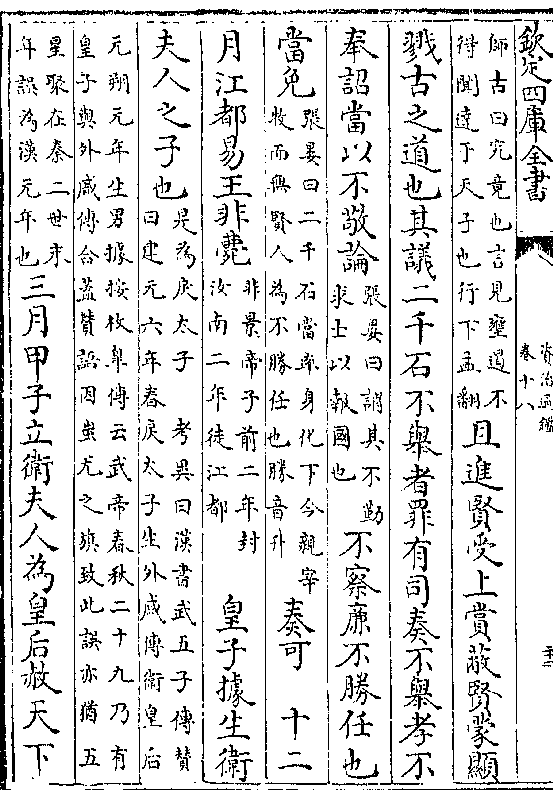 欽定四庫全書
資治通鑑
卷十八
師古曰究竟也言見壅遏不
得聞達于天子也行下孟翻
且進賢受上賞蔽賢蒙顯
戮古之道也其議二千石不舉者罪有司奏不舉孝不
奉詔當以不敬論
張晏曰謂其不勤
求士以報國也
不察廉不勝任也
當免
張晏曰二千石當率身化下今親宰
牧而無賢人為不勝任也勝音升
奏可　十二
月江都易王非薨
非景帝子前二年封
汝南二年徙江都
皇子據生衛
夫人之子也
是為戾太子　考異曰漢書武五子傳贊
曰建元六年春戾太子生外戚傳衛皇后
元朔元年生男據按枚臯傳云武帝春秋二十九乃有
皇子與外戚傳合蓋贊語因蚩尤之旗致此誤亦猶五
星聚在秦二世末
年誤為漢元年也
三月甲子立衛夫人為皇后赦天下